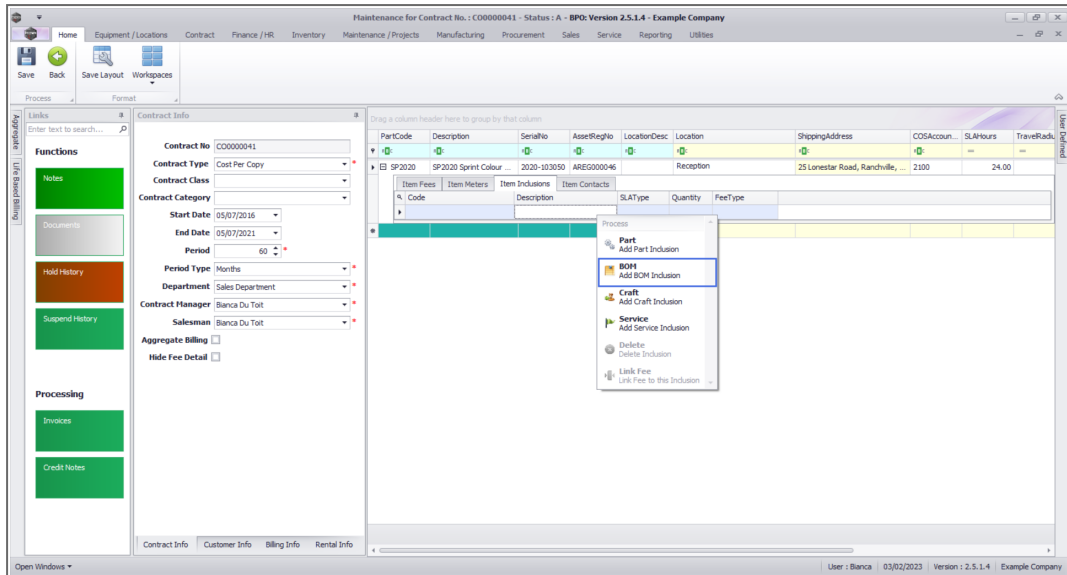 Maintenance for Contract No. : CO0000041 - Status : A - BPO: Version 2.5.1.4 - Example Company
Home Equipment / Locations Contract Finance / HR Inventory Maintenance / Projects Manufacturing Procurement Sales Service Reporting Utilities
Save Back Save Layout Workspaces
Process Format
Aggregate
Life Based Billing
Links
Enter text to search...
Functions
Notes
Documents
Hold History
Suspend History
Processing
Invoices
Credit Notes
Contract Info
Contract No CO0000041
Contract Type Cost Per Copy *
Contract Class
Contract Category
Start Date 05/07/2016
End Date 05/07/2021
Period 60 *
Period Type Months *
Department Sales Department *
Contract Manager Bianca Du Toit *
Salesman Bianca Du Toit *
Aggregate Billing
Hide Fee Detail
Contract Info Customer Info Billing Info Rental Info
Drag a column header here to group by that column
PartCode Description SerialNo AssetRegNo LocationDesc Location ShippingAddress COSAccoun... SLAHours TravelRadiu
SP2020 SP2020 Sprint Colour ... 2020-103050 AREG000046 Reception 25 Lonestar Road, Ranchville, ... 2100 24.00
Item Fees Item Meters Item Inclusions Item Contacts
Code Description SLAType Quantity FeeType
Process
Part
Add Part Inclusion
BOM
Add BOM Inclusion
Craft
Add Craft Inclusion
Service
Add Service Inclusion
Delete
Delete Inclusion
Link Fee
Link Fee to this Inclusion
User Defined
Open Windows
User : Bianca 03/02/2023 Version : 2.5.1.4 Example Company